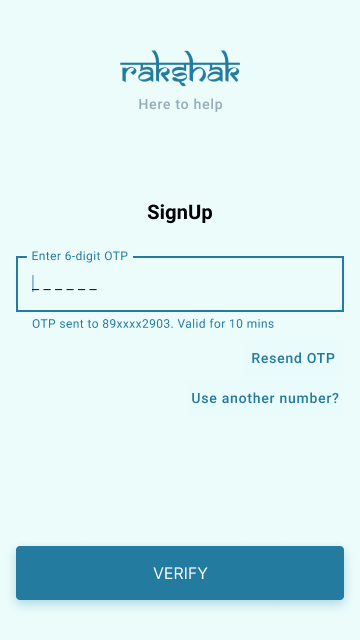 rakshak
Here to help
SignUp
Enter 6-digit OTP
_ _ _ _ _ _
OTP sent to 89xxxx2903. Valid for 10 mins
Resend OTP
Use another number?
VERIFY